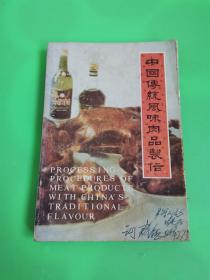 中國傳統風味肉品製作
PROCESSING
PROCEDURES OF
MEAT PRODUCTS
WITH CHINA'S
TRADITIONAL
FLAVOUR